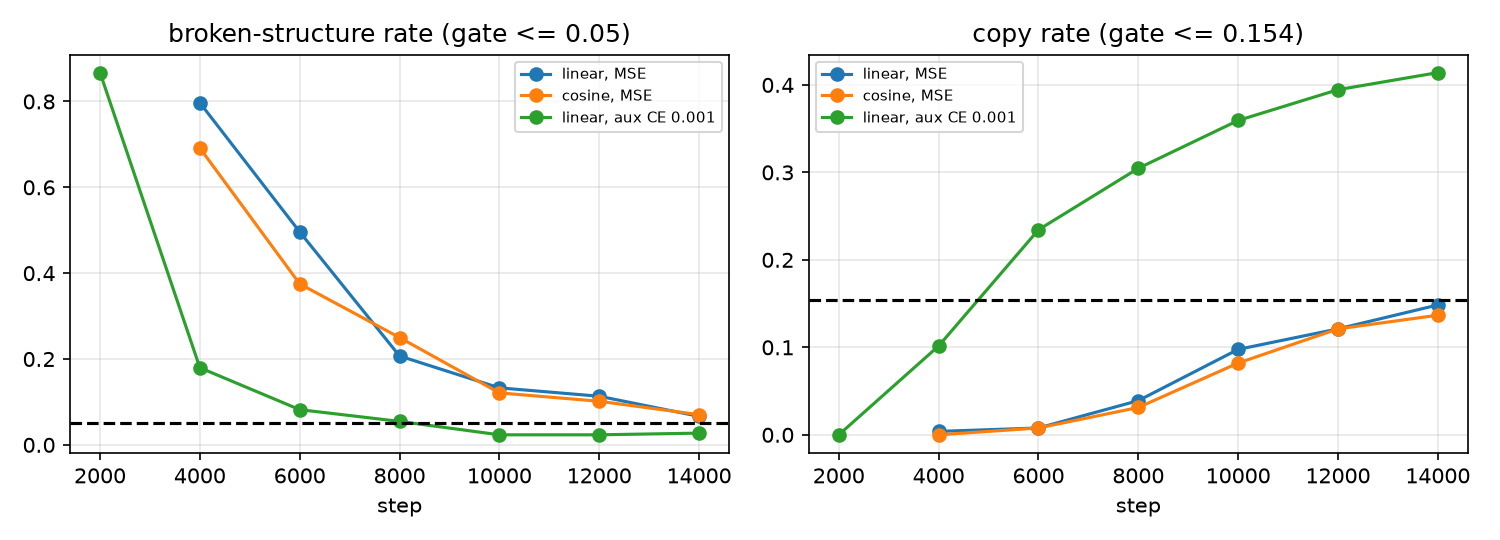 broken-structure rate (gate <= 0.05)
linear, MSE
cosine, MSE
linear, aux CE 0.001
0.8
0.6
0.4
0.2
0.0
2000 4000 6000 8000 10000 12000 14000
step
copy rate (gate <= 0.154)
linear, MSE
cosine, MSE
linear, aux CE 0.001
0.4
0.3
0.2
0.1
0.0
2000 4000 6000 8000 10000 12000 14000
step